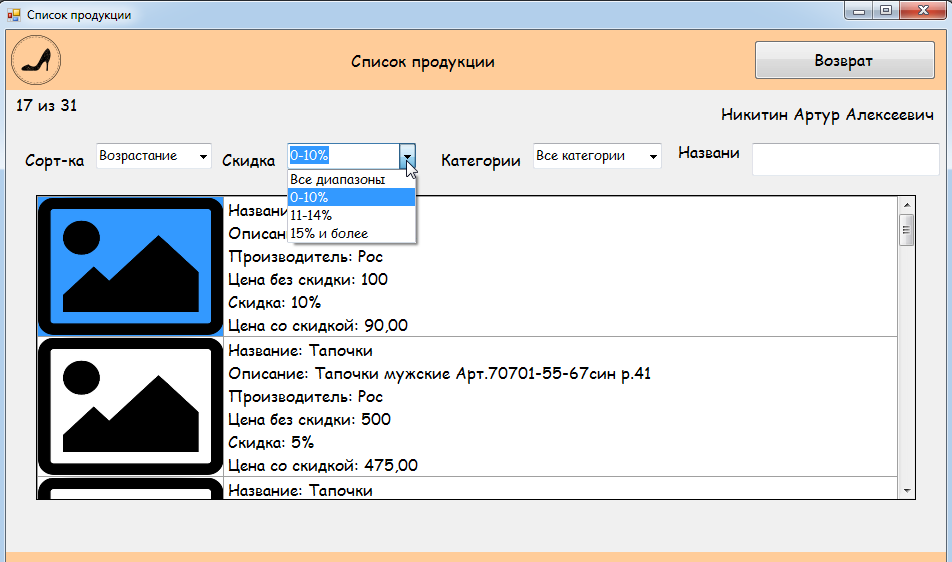 Список продукции
Список продукции
Возврат
17 из 31
Никитин Артур Алексеевич
Сорт-ка
Возрастание
Скидка
0-10%
Категории
Все категории
Названи
Все диапазоны
0-10%
11-14%
15% и более
Названи
Описан
Производитель: Рос
Цена без скидки: 100
Скидка: 10%
Цена со скидкой: 90,00
Название: Тапочки
Описание: Тапочки мужские Арт.70701-55-67син р.41
Производитель: Рос
Цена без скидки: 500
Скидка: 5%
Цена со скидкой: 475,00
Название: Тапочки